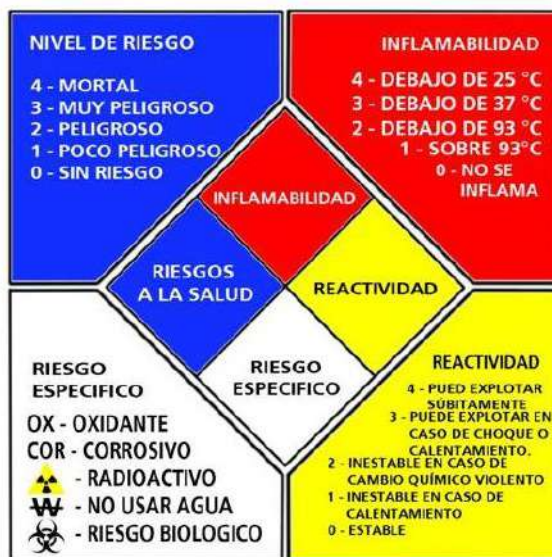 NIVEL DE RIESGO
4 - MORTAL
3 - MUY PELIGROSO
2 - PELIGROSO
1 - POCO PELIGROSO
0 - SIN RIESGO
INFLAMABILIDAD
4 - DEBAJO DE 25 °C
3 - DEBAJO DE 37 °C
2 - DEBAJO DE 93 °C
1 - SOBRE 93°C
0 - NO SE
INFLAMA
INFLAMABILIDAD
RIESGOS
A LA SALUD
REACTIVIDAD
RIESGO
ESPECIFICO
RIESGO
ESPECIFICO
OX - OXIDANTE
COR - CORROSIVO
- RADIOACTIVO
W - NO USAR AGUA
- RIESGO BIOLOGICO
REACTIVIDAD
4 - PUED EXPLOTAR
SÚBITAMENTE
3 - PUEDE EXPLOTAR EN
CASO DE CHOQUE O
CALENTAMIENTO.
2 - INESTABLE EN CASO DE
CAMBIO QUÍMICO VIOLENTO
1 - INESTABLE EN CASO DE
CALENTAMIENTO
0 - ESTABLE